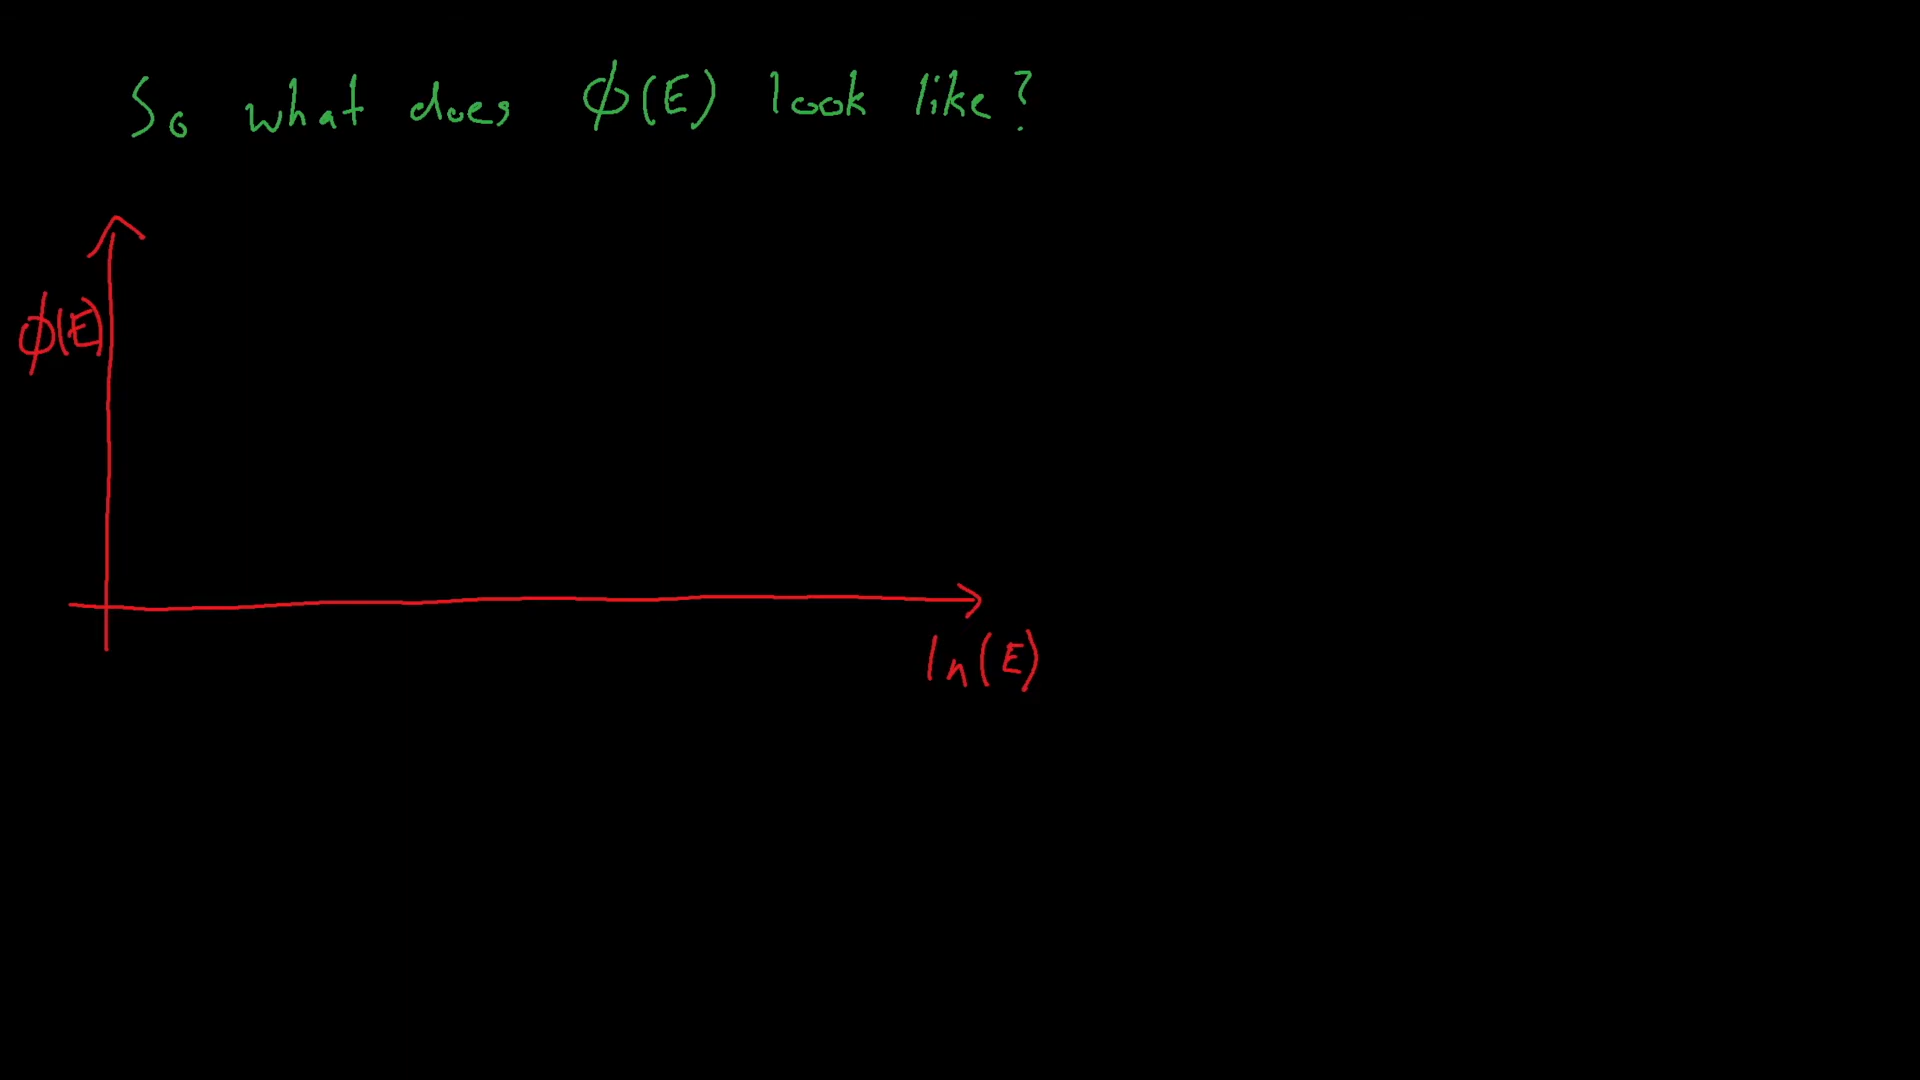 So what does ϕ(E) look like?
ϕ(E)
ln(E)